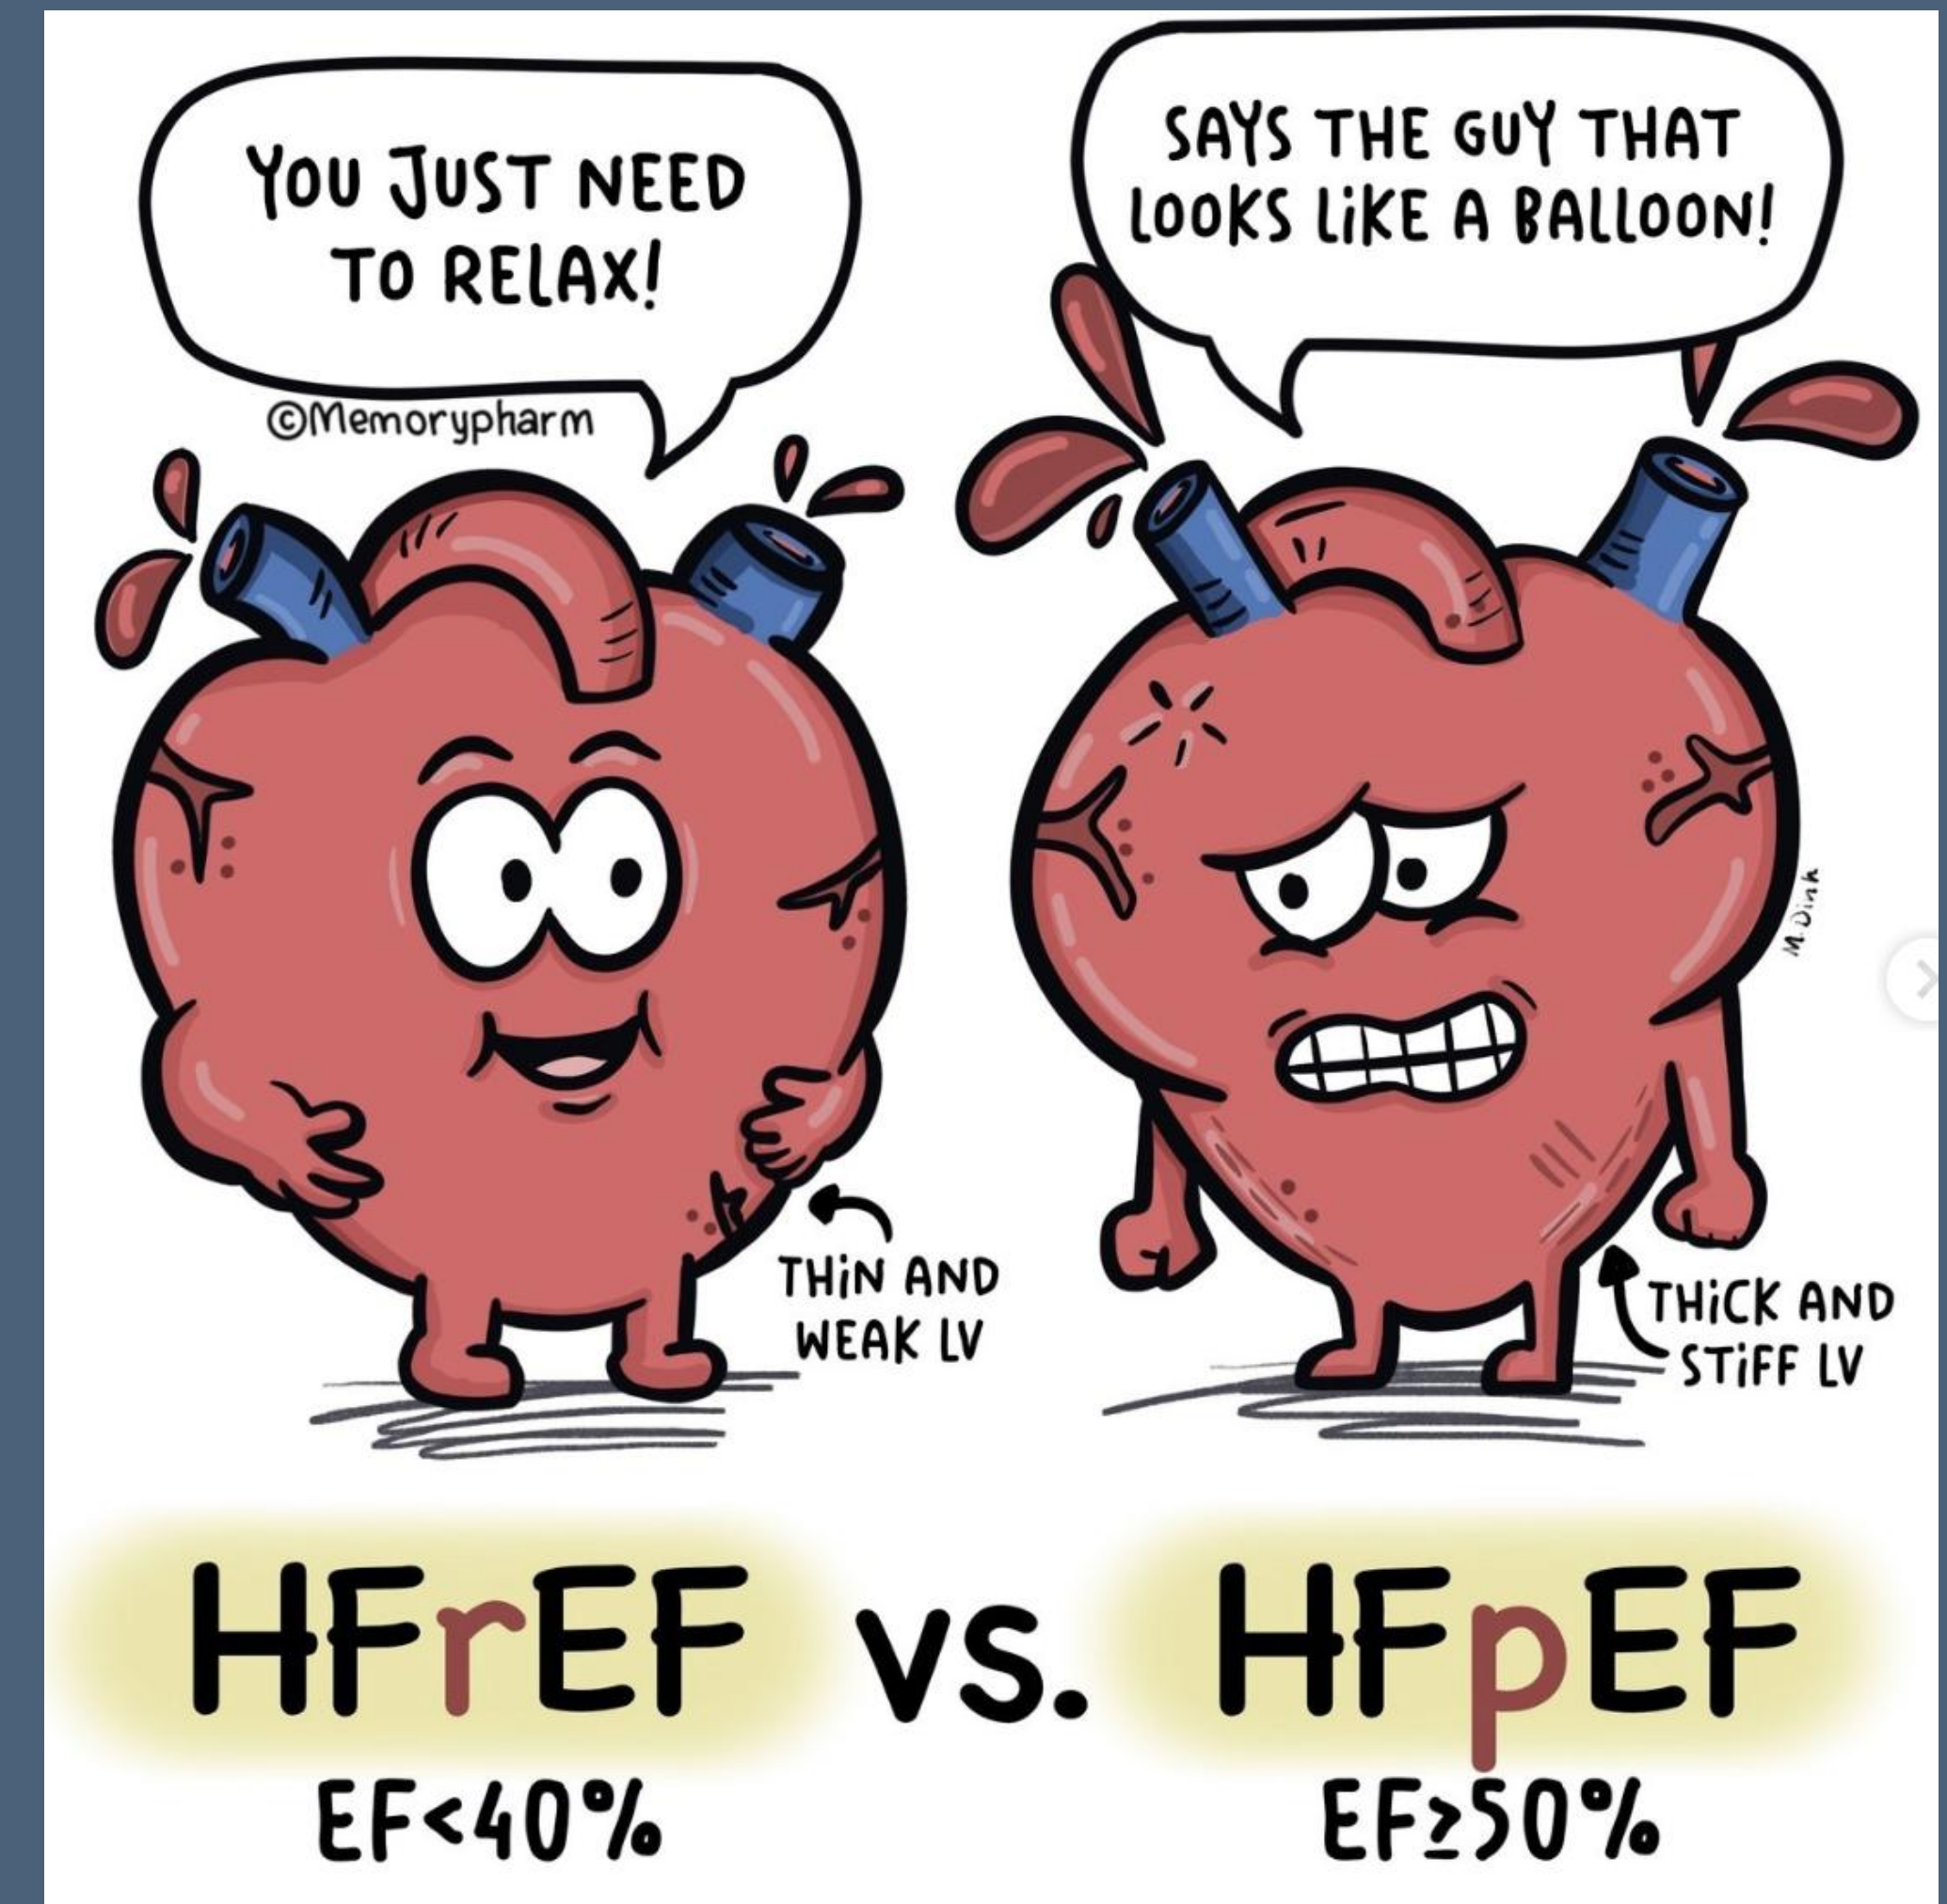 YOU JUST NEED
TO RELAX!
©Memorypharm
SAYS THE GUY THAT
LOOKS LiKE A BALLOON!
M. Dinh
THiN AND
WEAK LV
THiCK AND
STiFF LV
HFrEF vs. HFpEF
EF<40%
EF≥50%